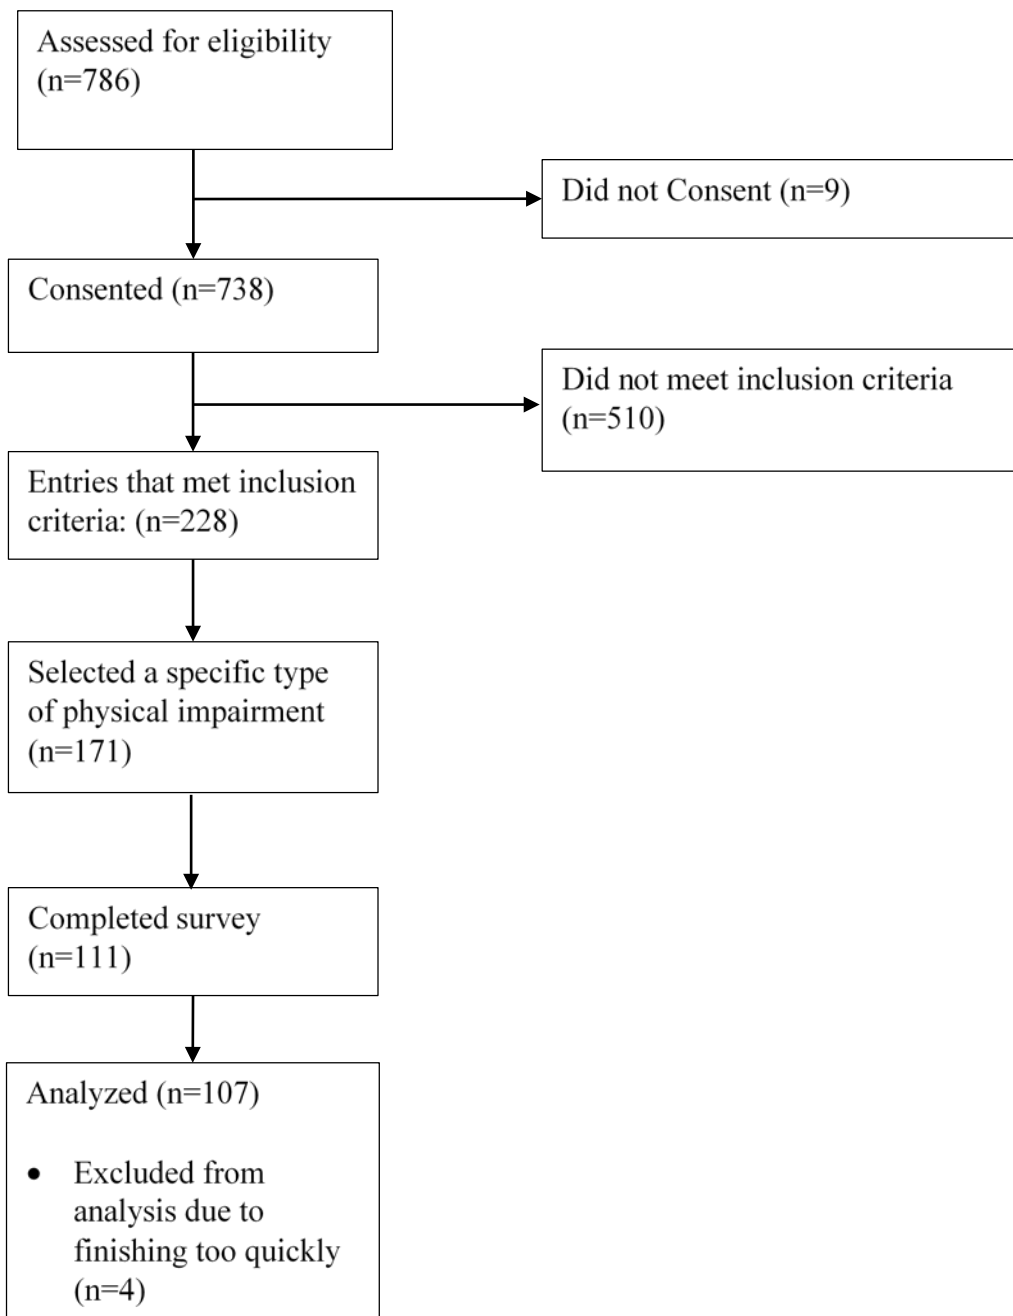 Assessed for eligibility
(n=786)
Did not Consent (n=9)
Consented (n=738)
Did not meet inclusion criteria
(n=510)
Entries that met inclusion
criteria: (n=228)
Selected a specific type
of physical impairment
(n=171)
Completed survey
(n=111)
Analyzed (n=107)
• Excluded from
analysis due to
finishing too quickly
(n=4)